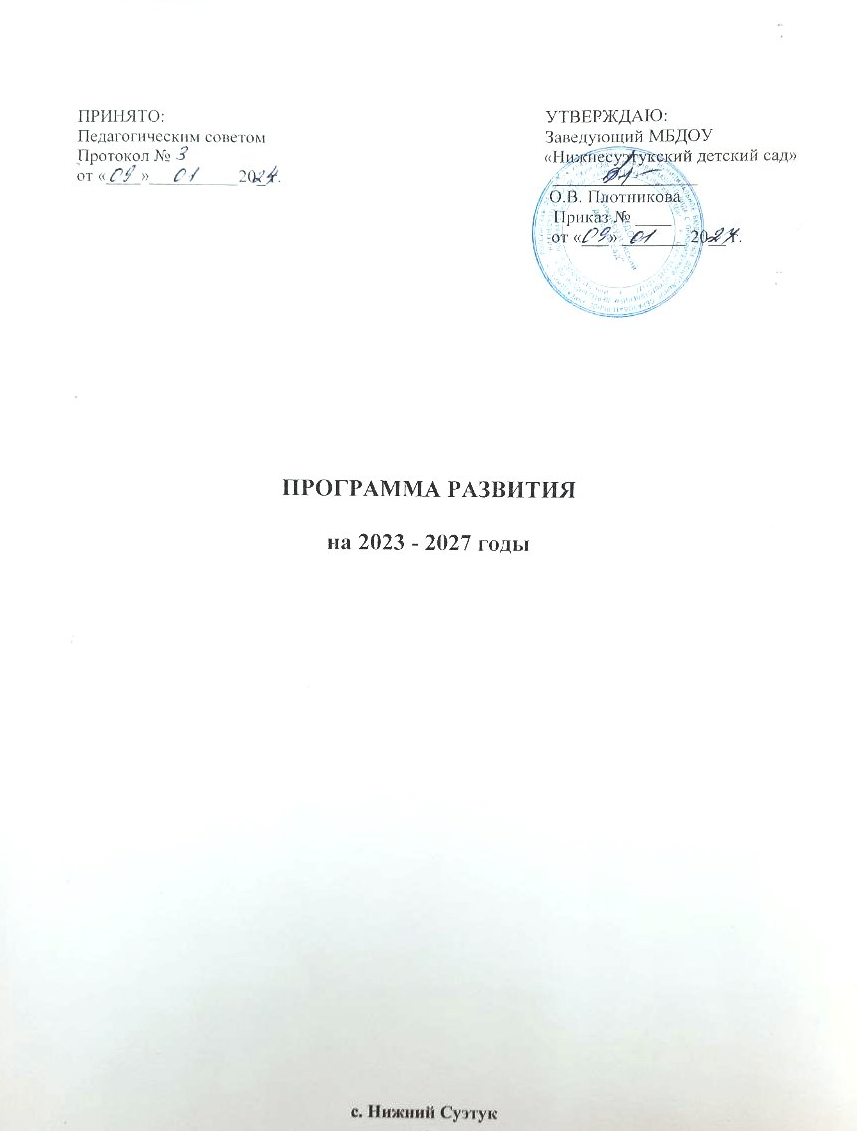 ПРИНЯТО:
Педагогическим советом
Протокол № 3
от «09» 01 2024.
УТВЕРЖДАЮ:
Заведующий МБДОУ
«Нижнесуэтукский детский сад»
О.В. Плотникова
Приказ № ____
от «09» 01 2024.
ПРОГРАММА РАЗВИТИЯ
на 2023 - 2027 годы
с. Нижний Суэтук